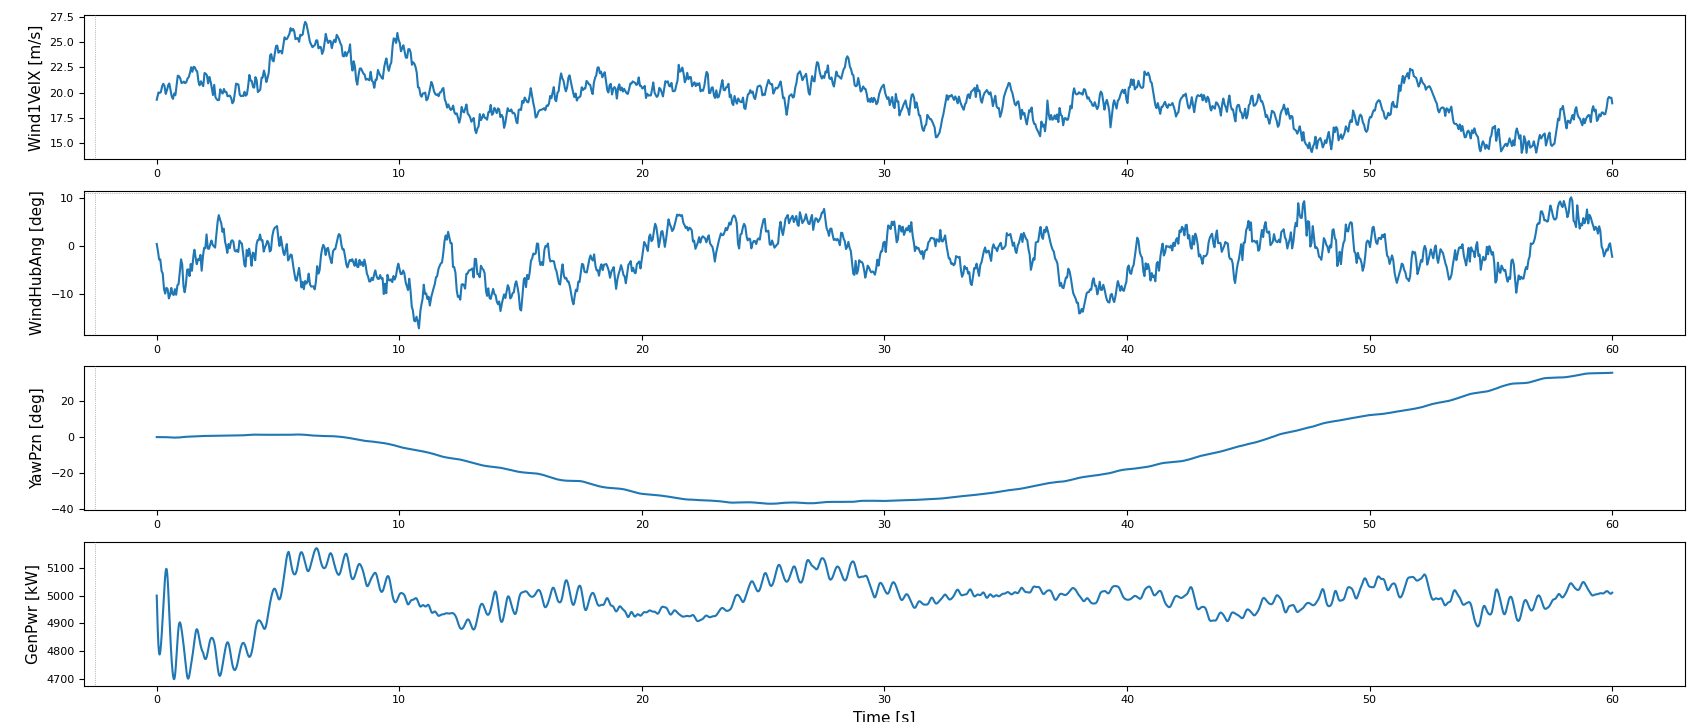 Wind1VelX [m/s]
27.5
25.0
22.5
20.0
17.5
15.0
0 10 20 30 40 50 60
WindHubAng [deg]
10
0
−10
0 10 20 30 40 50 60
YawPzn [deg]
20
0
−20
−40
0 10 20 30 40 50 60
GenPwr [kW]
5100
5000
4900
4800
4700
0 10 20 30 40 50 60
Time [s]